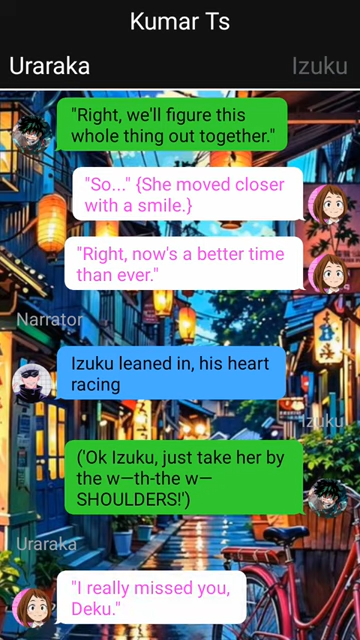 Kumar Ts
Uraraka Izuku
"Right, we'll figure this
whole thing out together."
"So..." {She moved closer
with a smile.}
"Right, now's a better time
than ever."
Narrator
Izuku leaned in, his heart
racing
Izuku
('Ok Izuku, just take her by
the w—th-the w—
SHOULDERS!')
Uraraka
"I really missed you,
Deku."